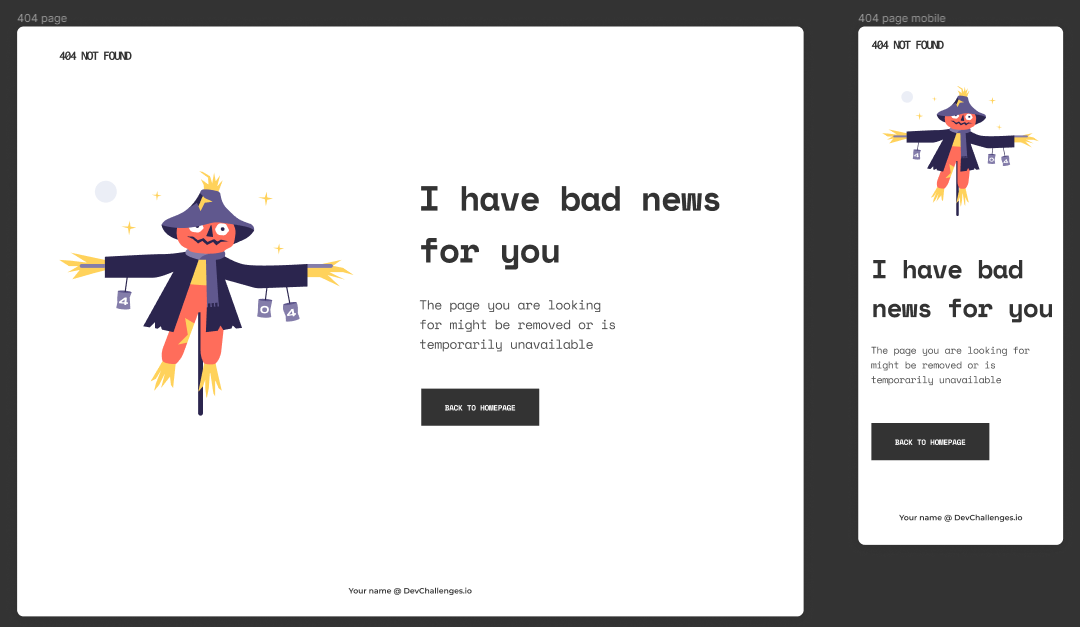 404 page
404 NOT FOUND
4
0
4
I have bad news
for you
The page you are looking
for might be removed or is
temporarily unavailable
BACK TO HOMEPAGE
Your name @ DevChallenges.io
404 page mobile
404 NOT FOUND
4
0
4
I have bad
news for you
The page you are looking for
might be removed or is
temporarily unavailable
BACK TO HOMEPAGE
Your name @ DevChallenges.io